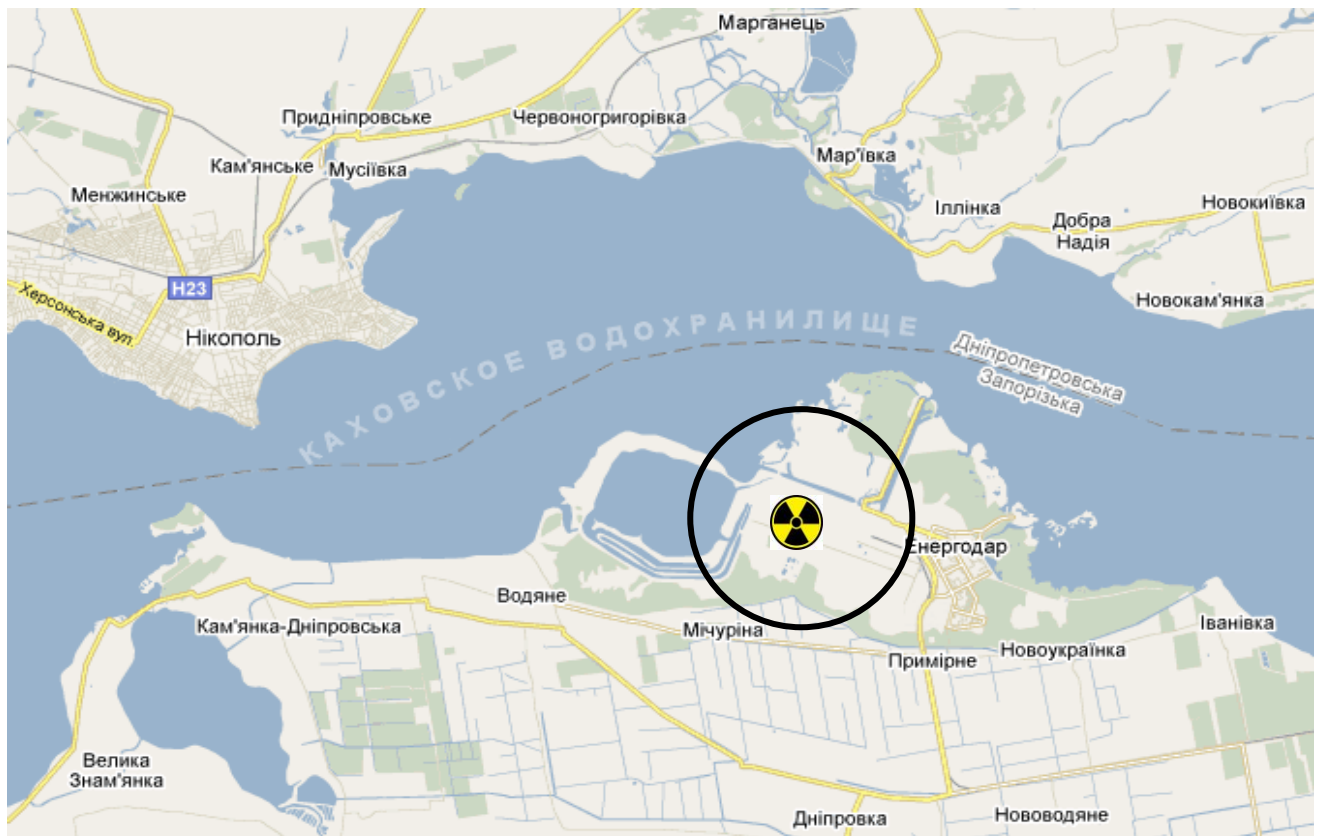 Марганець
Придніпровське
Червоногригорівка
Кам'янське
Мусіївка
Мар'ївка
Менжинське
Іллінка
Новокиївка
Добра
Надія
Н23
Херсонська вул.
Новокам'янка
Нікополь
КАХОВСКОЕ ВОДОХРАНИЛИЩЕ
Дніпропетровська
Запорізька
Енергодар
Водяне
Кам'янка-Дніпровська
Мічуріна
Іванівка
Новоукраїнка
Примірне
Велика
Знам'янка
Дніпровка
Нововодяне